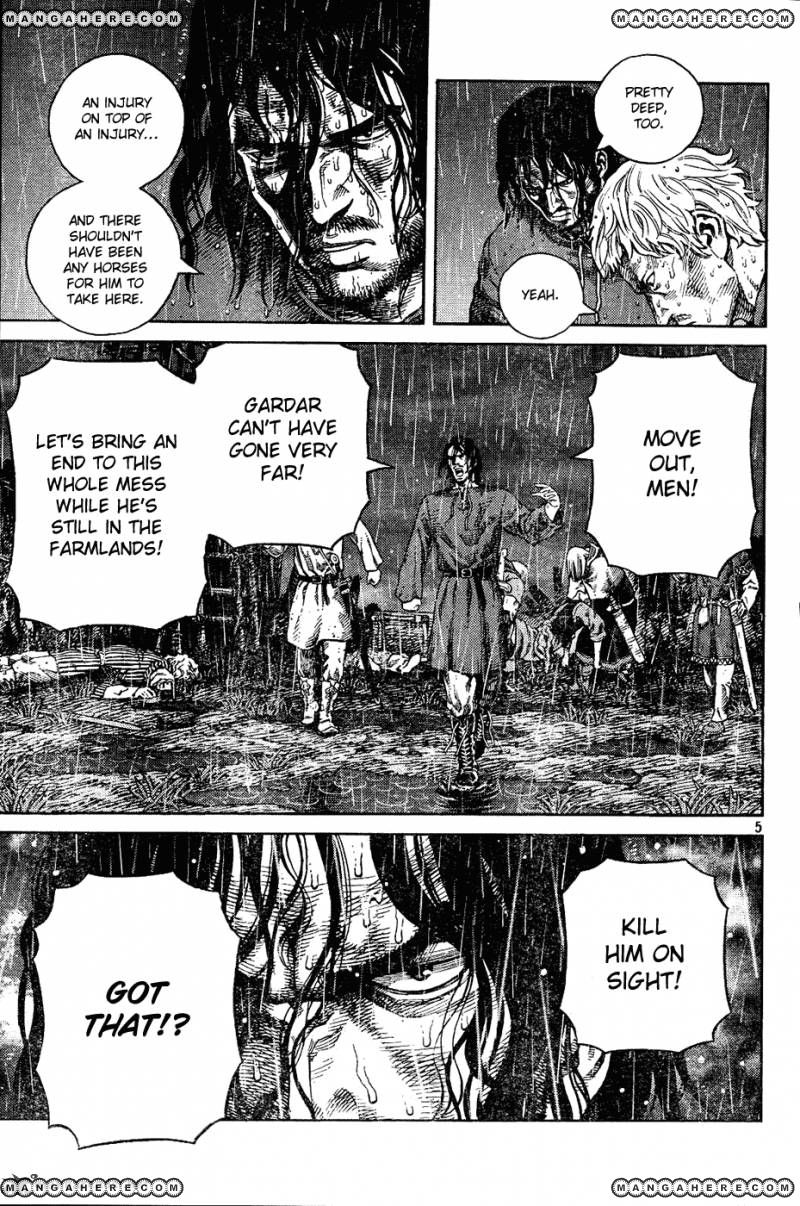 MANGAHERE.COM
MANGAHERE.COM
PRETTY
DEEP,
TOO.
YEAH.
AN INJURY
ON TOP OF
AN INJURY...
AND THERE
SHOULDN'T
HAVE BEEN
ANY HORSES
FOR HIM TO
TAKE HERE.
MOVE
OUT,
MEN!
GARDAR
CAN'T HAVE
GONE VERY
FAR!
LET'S BRING AN
END TO THIS
WHOLE MESS
WHILE HE'S
STILL IN THE
FARMLANDS!
5
KILL
HIM ON
SIGHT!
GOT
THAT!?
MANGAHERE.COM
MANGAHERE.COM